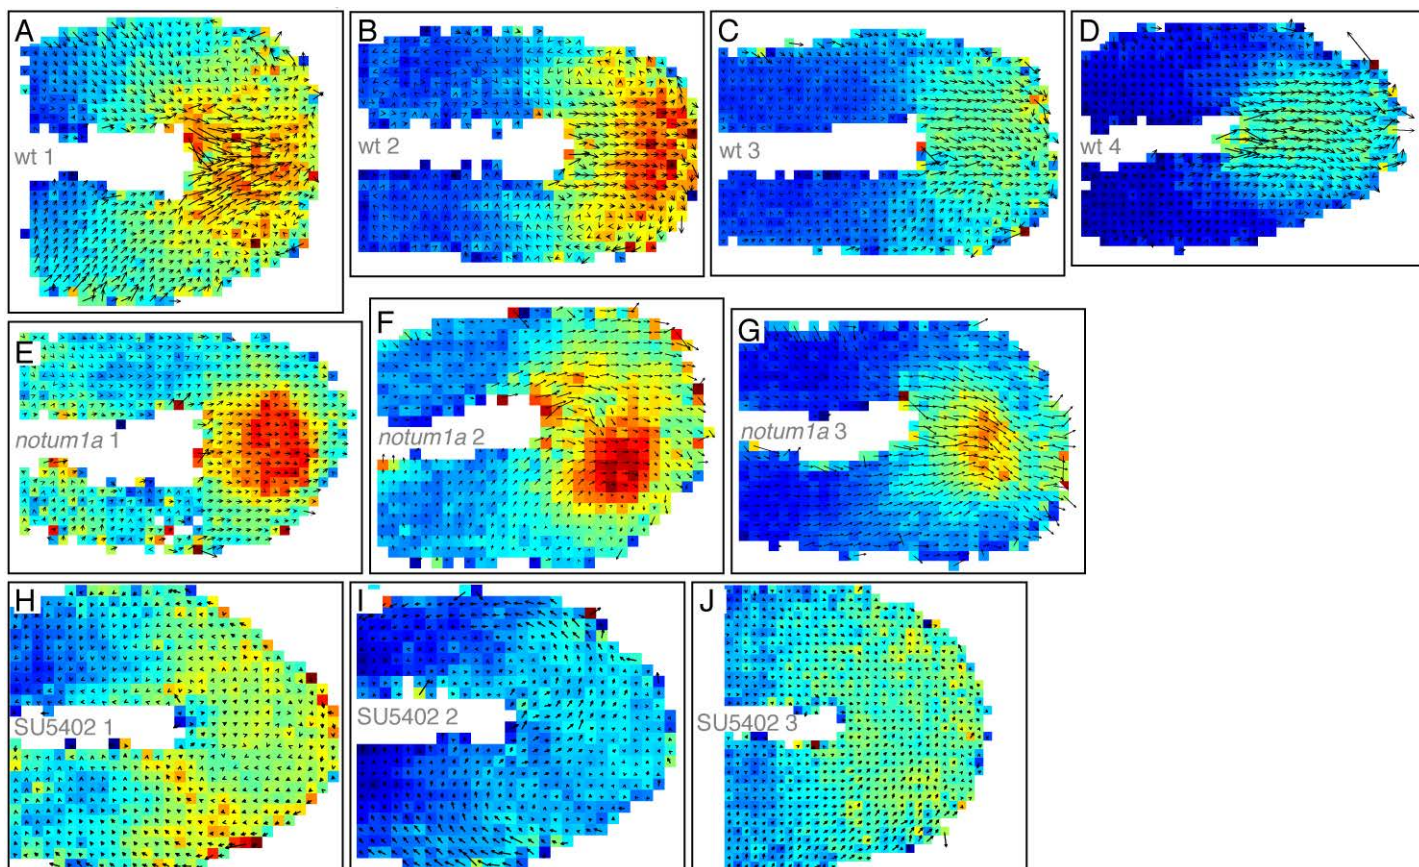 A
wt 1
B
wt 2
C
wt 3
D
wt 4
E
notum1a 1
F
notum1a 2
G
notum1a 3
H
SU5402 1
I
SU5402 2
J
SU5402 3